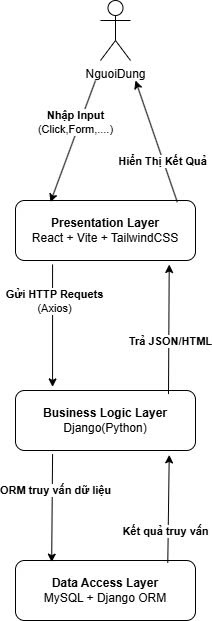 NguoiDung
Nhập Input
(Click,Form,....)
Hiển Thị Kết Quả
Presentation Layer
React + Vite + TailwindCSS
Gửi HTTP Requets
(Axios)
Trả JSON/HTML
Business Logic Layer
Django(Python)
ORM truy vấn dữ liệu
Kết quả truy vấn
Data Access Layer
MySQL + Django ORM